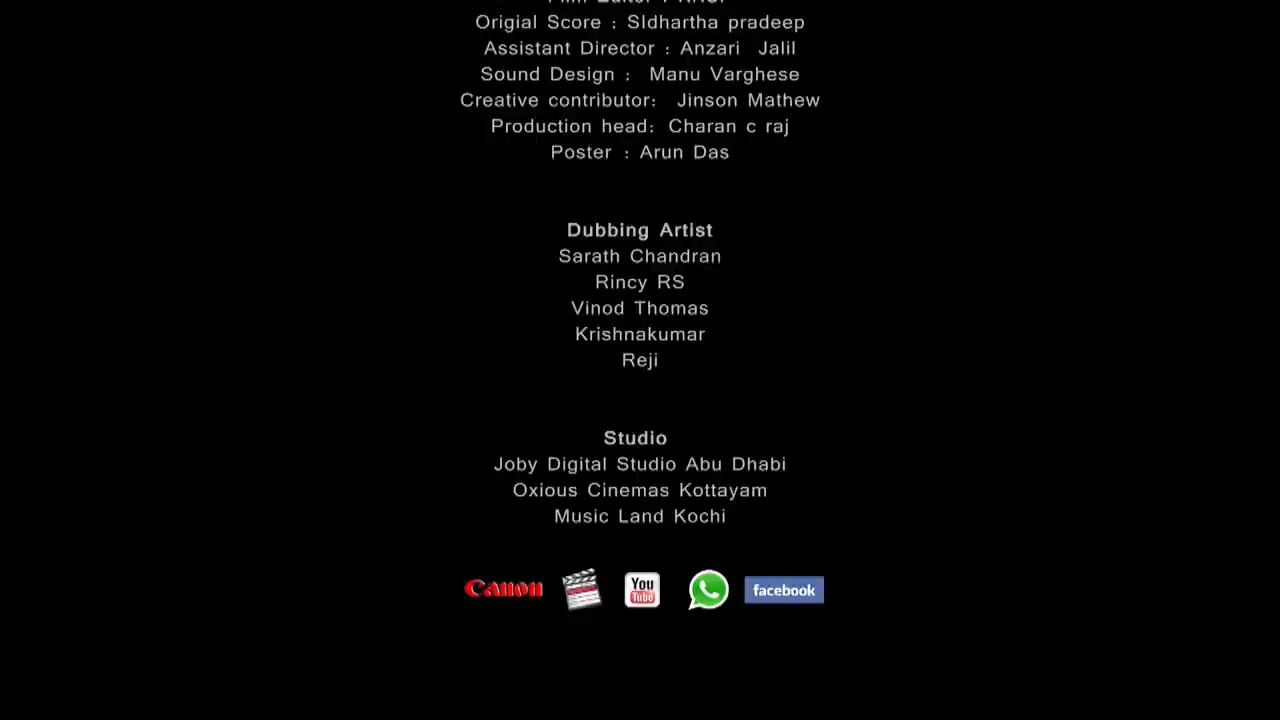 Origial Score : SIdhartha pradeep
Assistant Director : Anzari Jalil
Sound Design : Manu Varghese
Creative contributor: Jinson Mathew
Production head: Charan c raj
Poster : Arun Das
Dubbing Artist
Sarath Chandran
Rincy RS
Vinod Thomas
Krishnakumar
Reji
Studio
Joby Digital Studio Abu Dhabi
Oxious Cinemas Kottayam
Music Land Kochi
Canon You Tube facebook